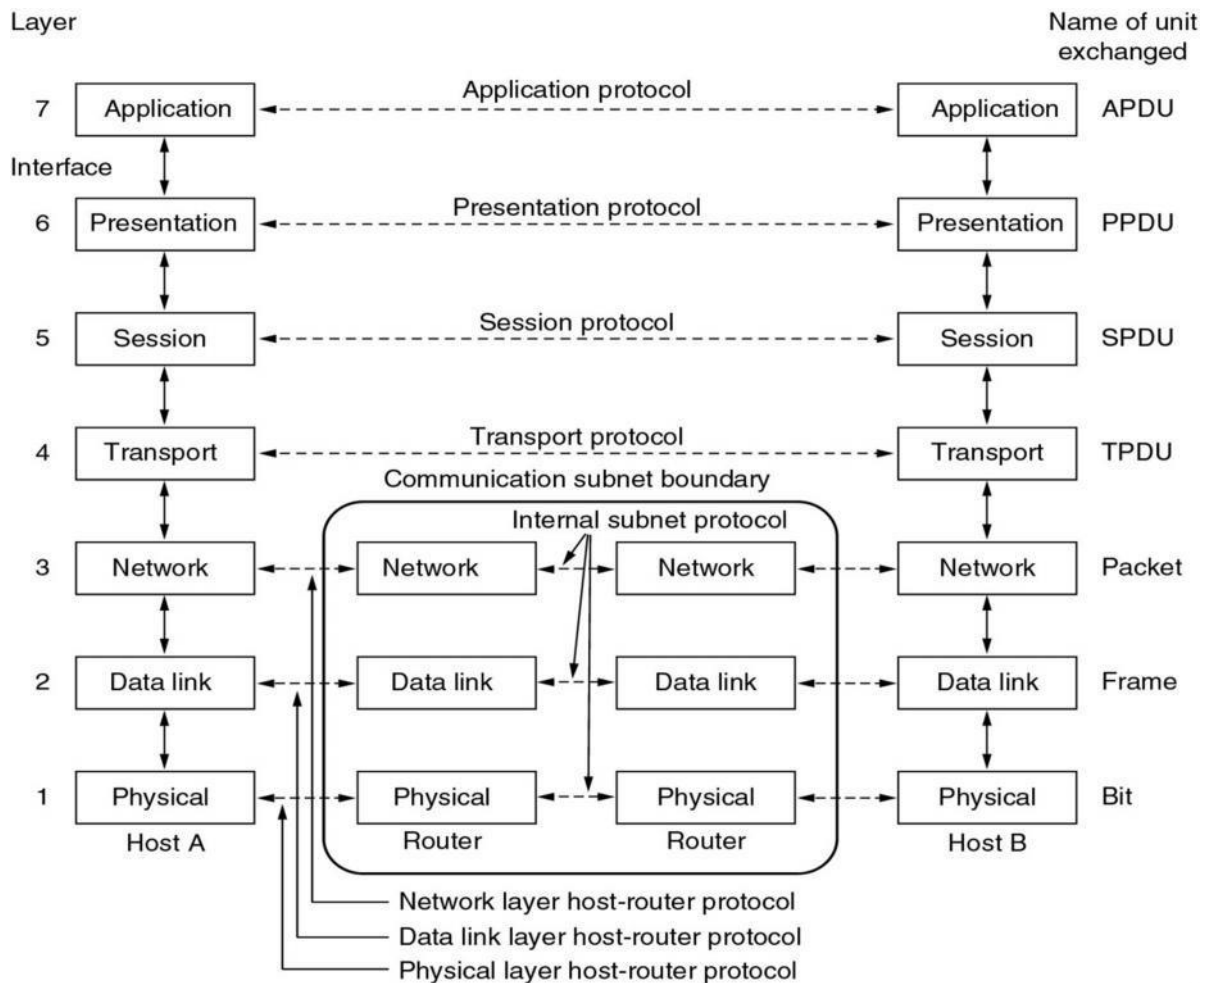 Layer
Name of unit
exchanged
Application protocol
7 Application Application APDU
Interface
Presentation protocol
6 Presentation Presentation PPDU
Session protocol
5 Session Session SPDU
Transport protocol
4 Transport Transport TPDU
Communication subnet boundary
Internal subnet protocol
3 Network Network Network Network Packet
2 Data link Data link Data link Data link Frame
1 Physical Physical Physical Physical Bit
Host A Router Router Host B
Network layer host-router protocol
Data link layer host-router protocol
Physical layer host-router protocol